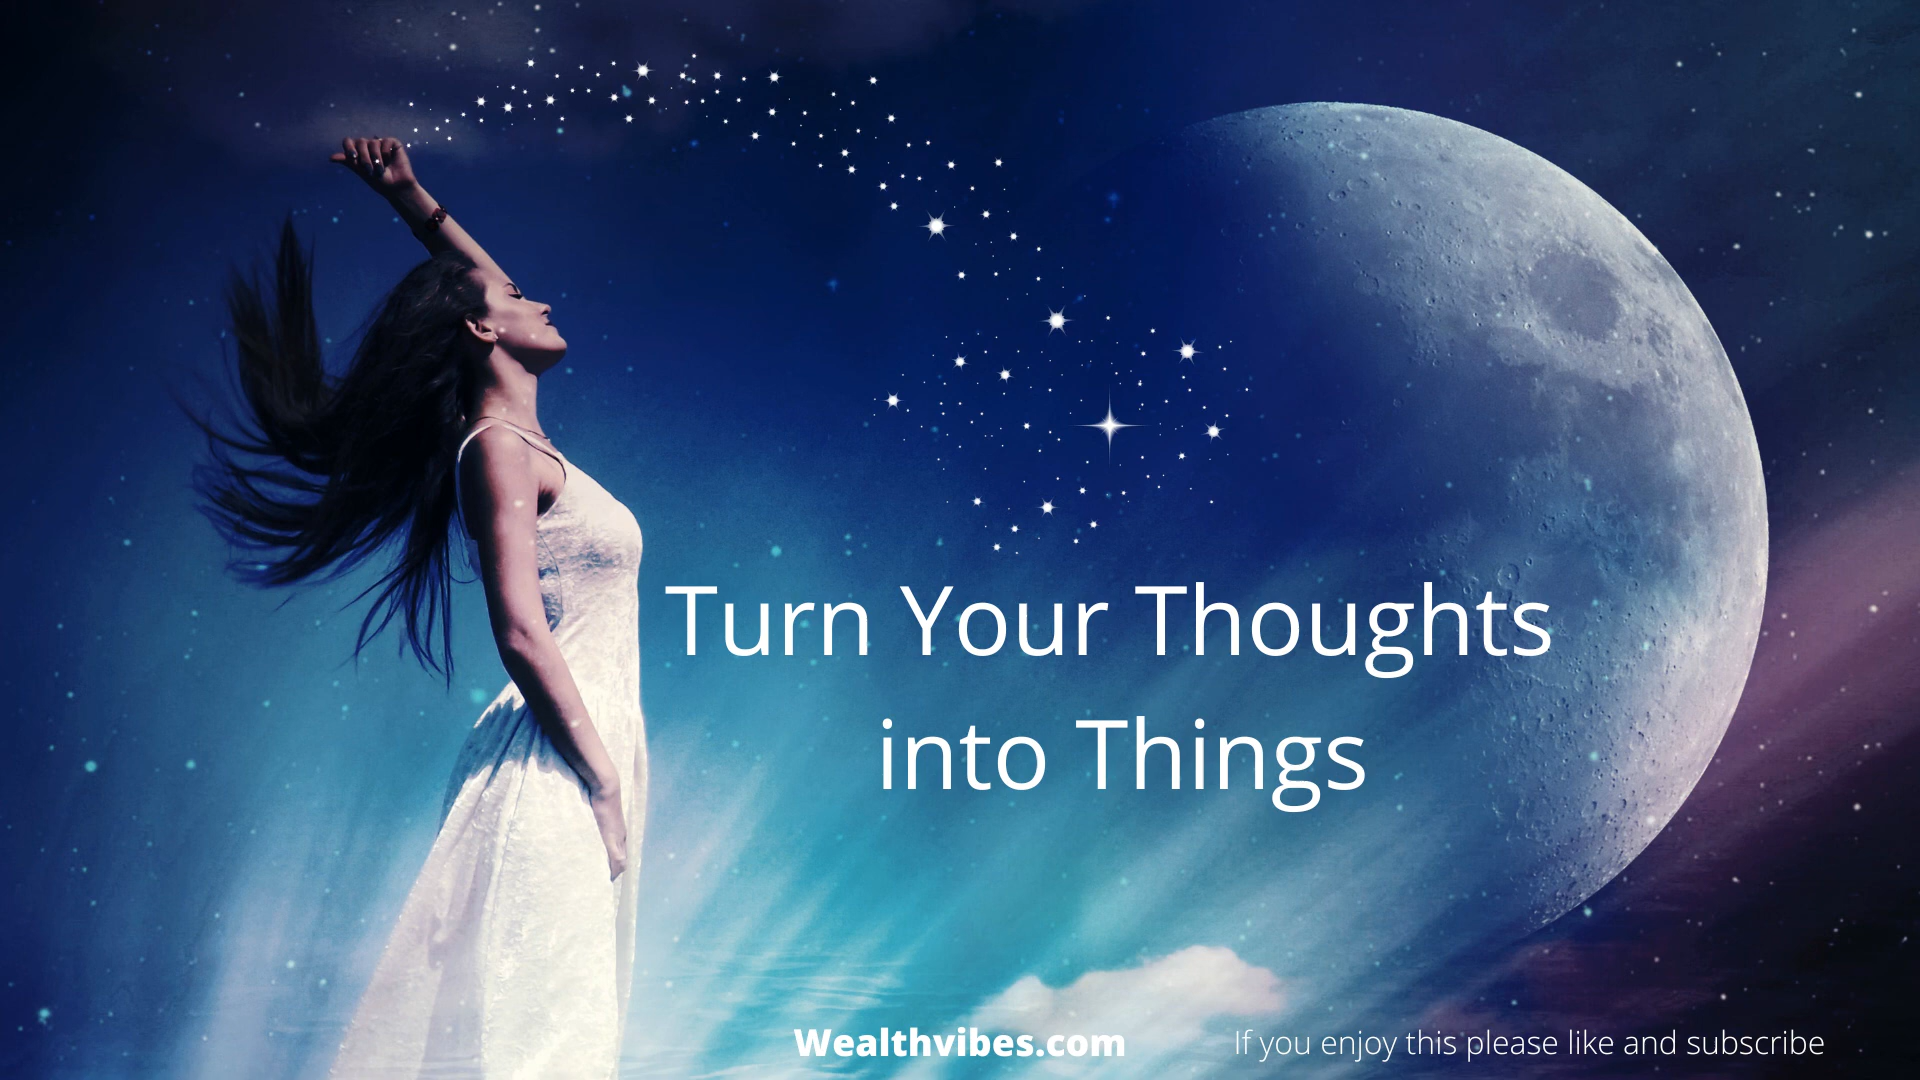 Turn Your Thoughts
into Things
Wealthvibes.com
If you enjoy this please like and subscribe